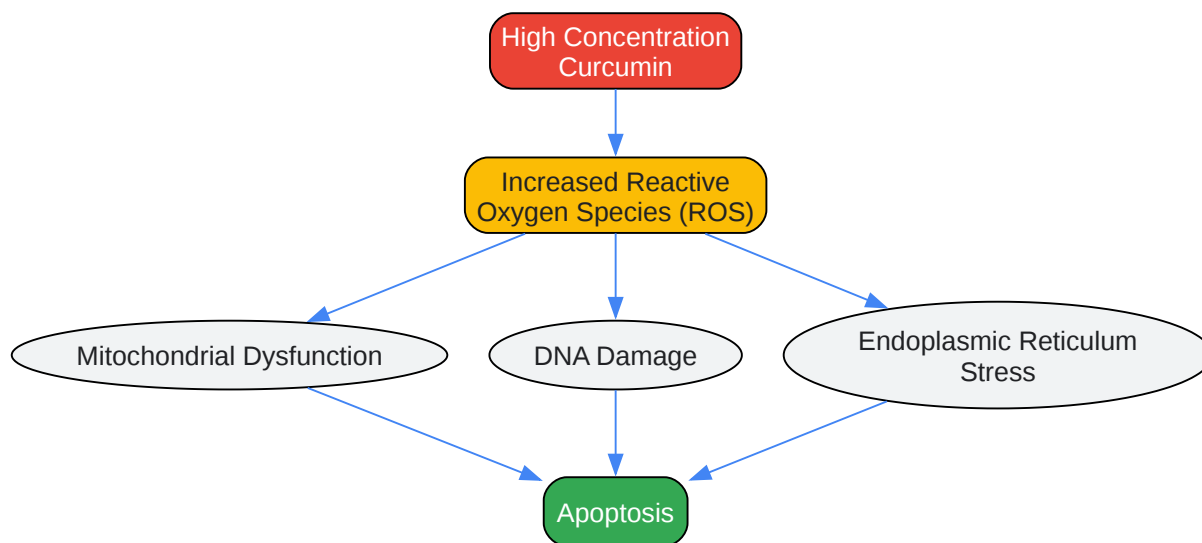 High Concentration
Curcumin
Increased Reactive
Oxygen Species (ROS)
Mitochondrial Dysfunction
DNA Damage
Endoplasmic Reticulum
Stress
Apoptosis